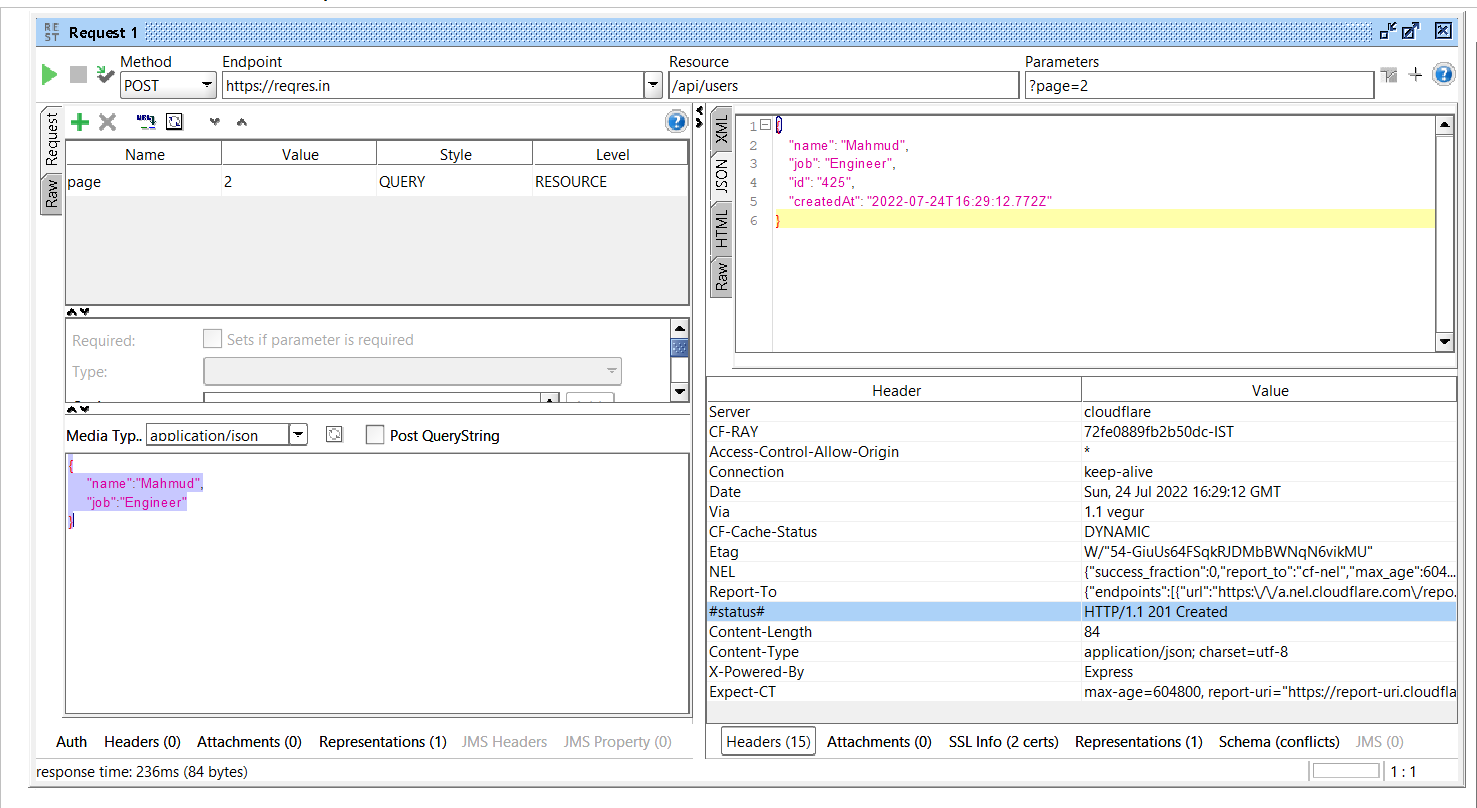 RE
ST
Request 1
Method
Endpoint
Resource
Parameters
POST
https://reqres.in
/api/users
?page=2
Request
Raw
URL
Name Value Style Level
page 2 QUERY RESOURCE
Required: Sets if parameter is required
Type:
Media Typ.. application/json Post QueryString
{
"name":"Mahmud",
"job":"Engineer"
}
Auth Headers (0) Attachments (0) Representations (1) JMS Headers JMS Property (0)
XML
JSON
HTML
Raw
1 {
2 "name": "Mahmud",
3 "job": "Engineer",
4 "id": "425",
5 "createdAt": "2022-07-24T16:29:12.772Z"
6 }
Header Value
Server cloudflare
CF-RAY 72fe0889fb2b50dc-IST
Access-Control-Allow-Origin *
Connection keep-alive
Date Sun, 24 Jul 2022 16:29:12 GMT
Via 1.1 vegur
CF-Cache-Status DYNAMIC
Etag W/"54-GiuUs64FSqkRJDMbBWNqN6vikMU"
NEL {"success_fraction":0,"report_to":"cf-nel","max_age":604...
Report-To {"endpoints":[{"url":"https:\/\/a.nel.cloudflare.com\/repo.
#status# HTTP/1.1 201 Created
Content-Length 84
Content-Type application/json; charset=utf-8
X-Powered-By Express
Expect-CT max-age=604800, report-uri="https://report-uri.cloudfla
Headers (15) Attachments (0) SSL Info (2 certs) Representations (1) Schema (conflicts) JMS (0)
response time: 236ms (84 bytes)
1 : 1